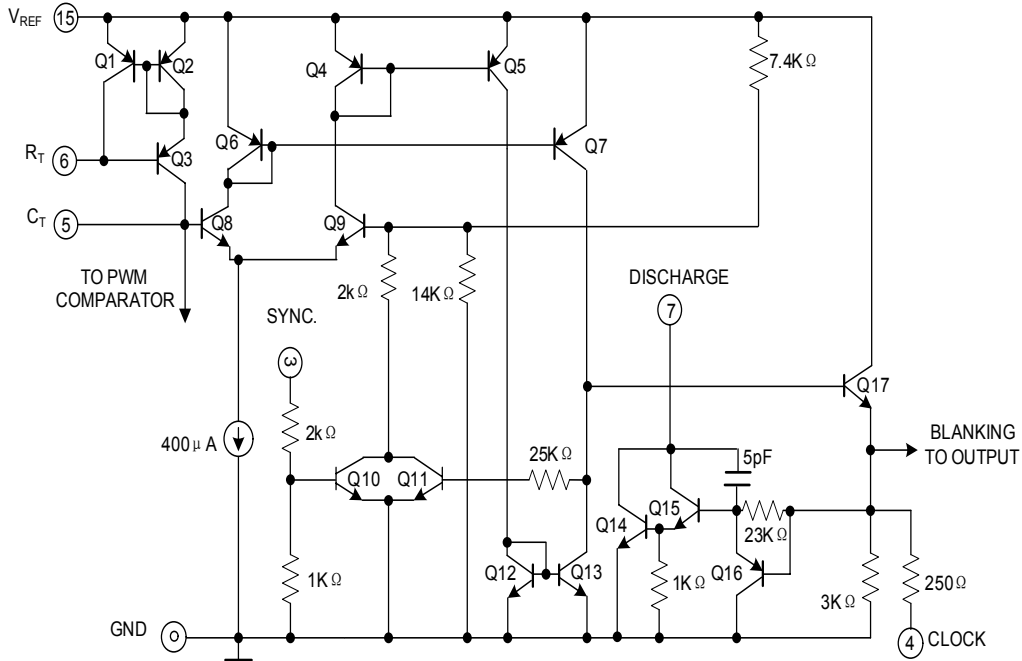 VREF 15
Q1
Q2
Q4
Q5
7.4KΩ
Q6
Q7
RT 6
Q3
CT 5
Q8
Q9
TO PWM
COMPARATOR
2kΩ
14KΩ
DISCHARGE
7
SYNC.
3
Q17
400μA
2kΩ
25KΩ
5pF
BLANKING
TO OUTPUT
Q10
Q11
Q14
Q15
23KΩ
1KΩ
Q12
Q13
1KΩ
Q16
3KΩ
250Ω
GND 0
4 CLOCK